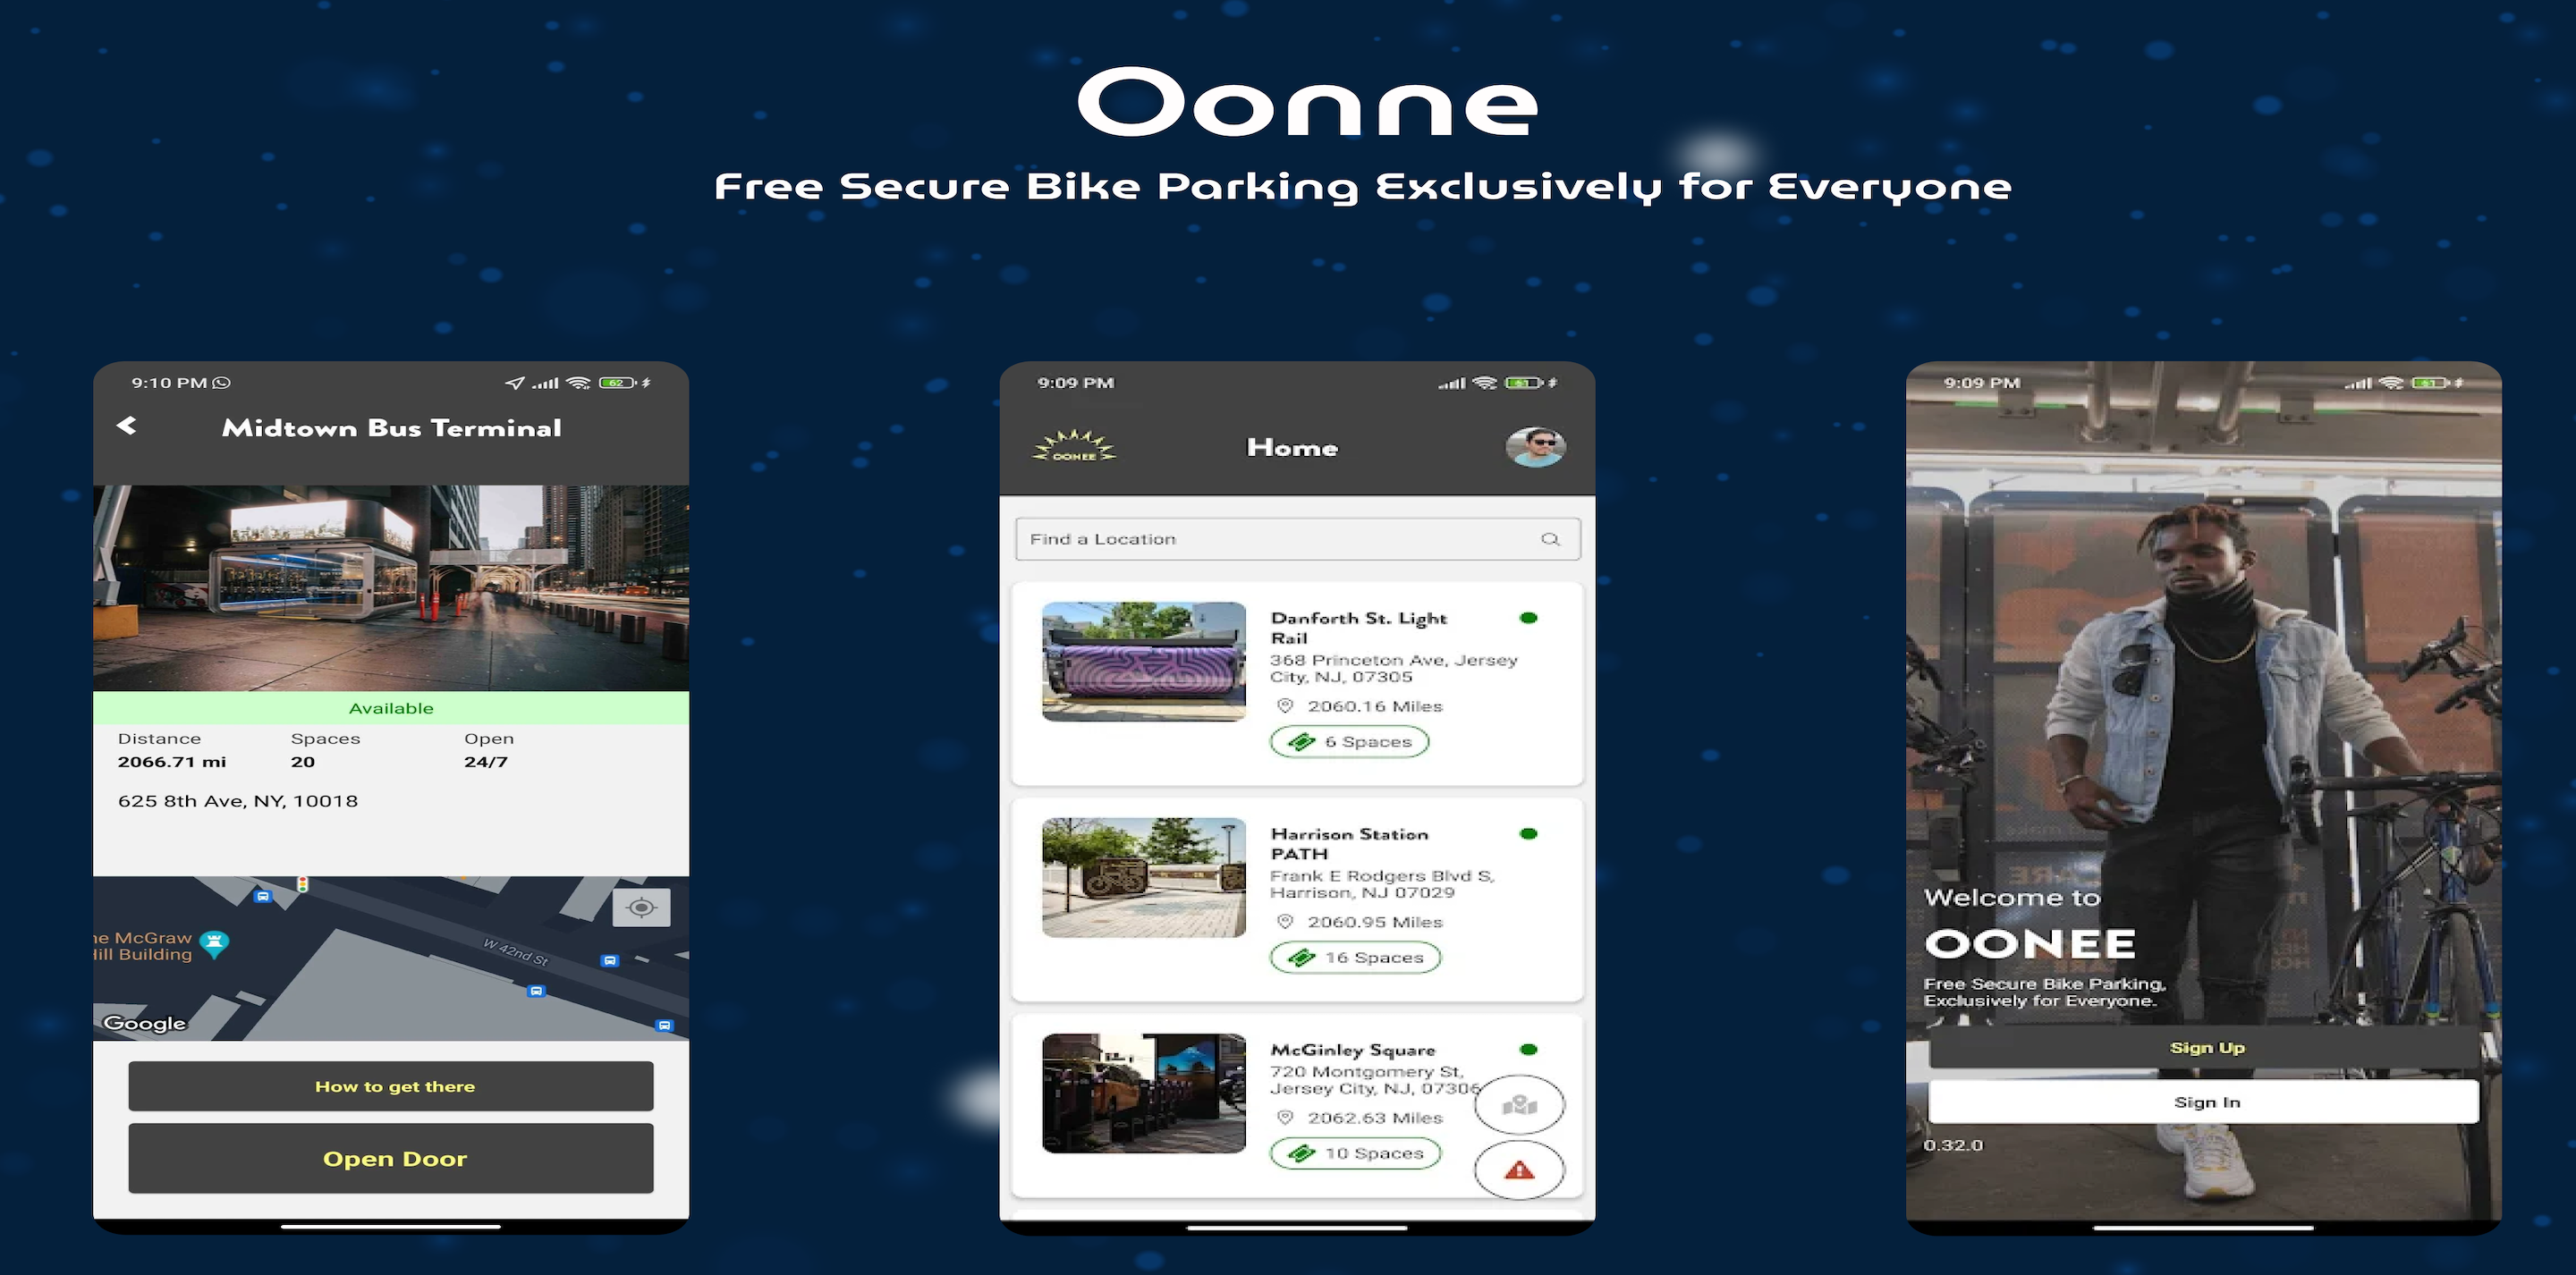 Oonne
Free Secure Bike Parking Exclusively for Everyone
9:10 PM
62
Midtown Bus Terminal
Available
Distance
Spaces
Open
2066.71 mi
20
24/7
625 8th Ave, NY, 10018
ne McGraw
Hill Building
W 42nd St
Google
How to get there
Open Door
9:09 PM
61
OONEE
Home
Find a Location
Danforth St. Light
Rail
368 Princeton Ave, Jersey
City, NJ, 07305
2060.16 Miles
6 Spaces
Harrison Station
PATH
Frank E Rodgers Blvd S,
Harrison, NJ 07029
2060.95 Miles
16 Spaces
McGinley Square
720 Montgomery St,
Jersey City, NJ, 07306
2062.63 Miles
10 Spaces
9:09 PM
61
Welcome to
OONEE
Free Secure Bike Parking,
Exclusively for Everyone.
Sign Up
Sign In
0.32.0